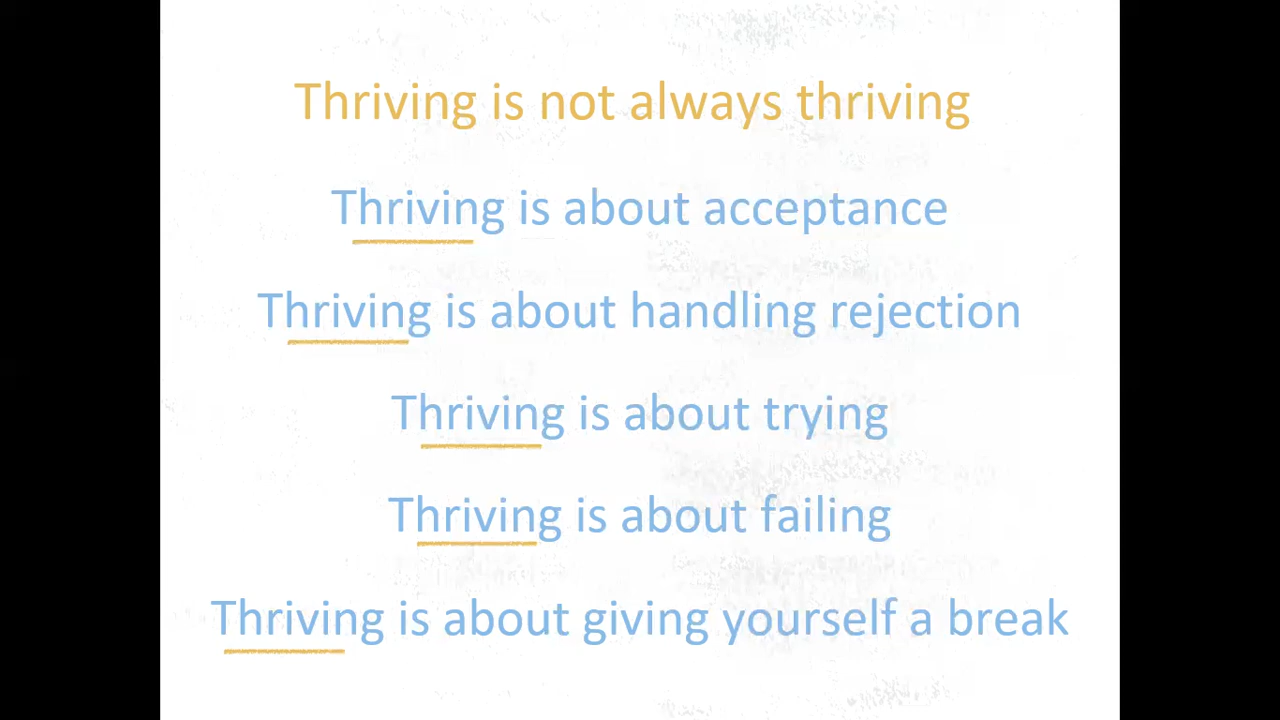 Thriving is not always thriving
Thriving is about acceptance
Thriving is about handling rejection
Thriving is about trying
Thriving is about failing
Thriving is about giving yourself a break